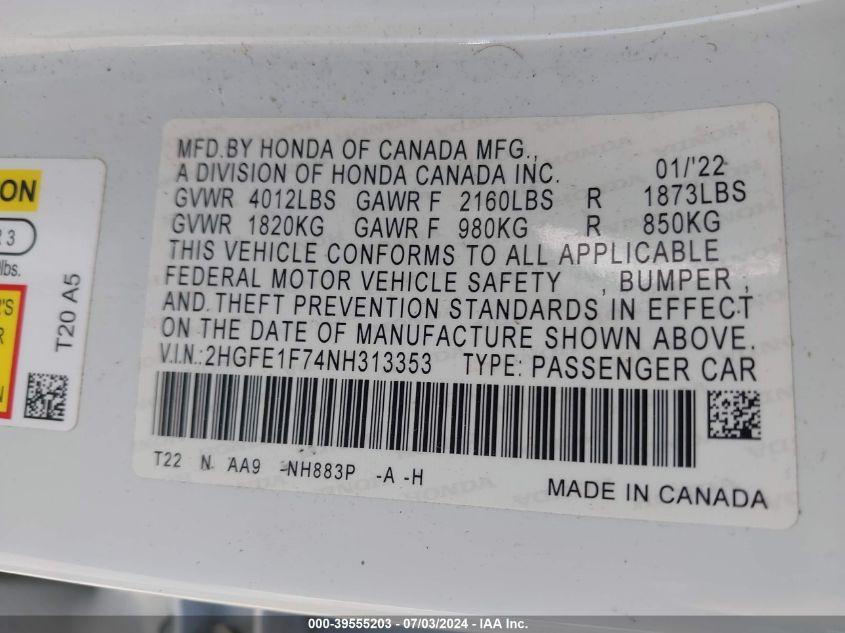 MFD.BY HONDA OF CANADA MFG.,
A DIVISION OF HONDA CANADA INC. 01/'22
GVWR 4012LBS GAWR F 2160LBS R 1873LBS
GVWR 1820KG GAWR F 980KG R 850KG
THIS VEHICLE CONFORMS TO ALL APPLICABLE
FEDERAL MOTOR VEHICLE SAFETY , BUMPER ,
AND THEFT PREVENTION STANDARDS IN EFFECT
ON THE DATE OF MANUFACTURE SHOWN ABOVE.
V.I.N.:2HGFE1F74NH313353 TYPE: PASSENGER CAR
T22 N AA9 -NH883P -A -H
MADE IN CANADA
ON
R 3
lbs.
'S
R
N
T20 A5
000-39555203 - 07/03/2024 - IAA Inc.